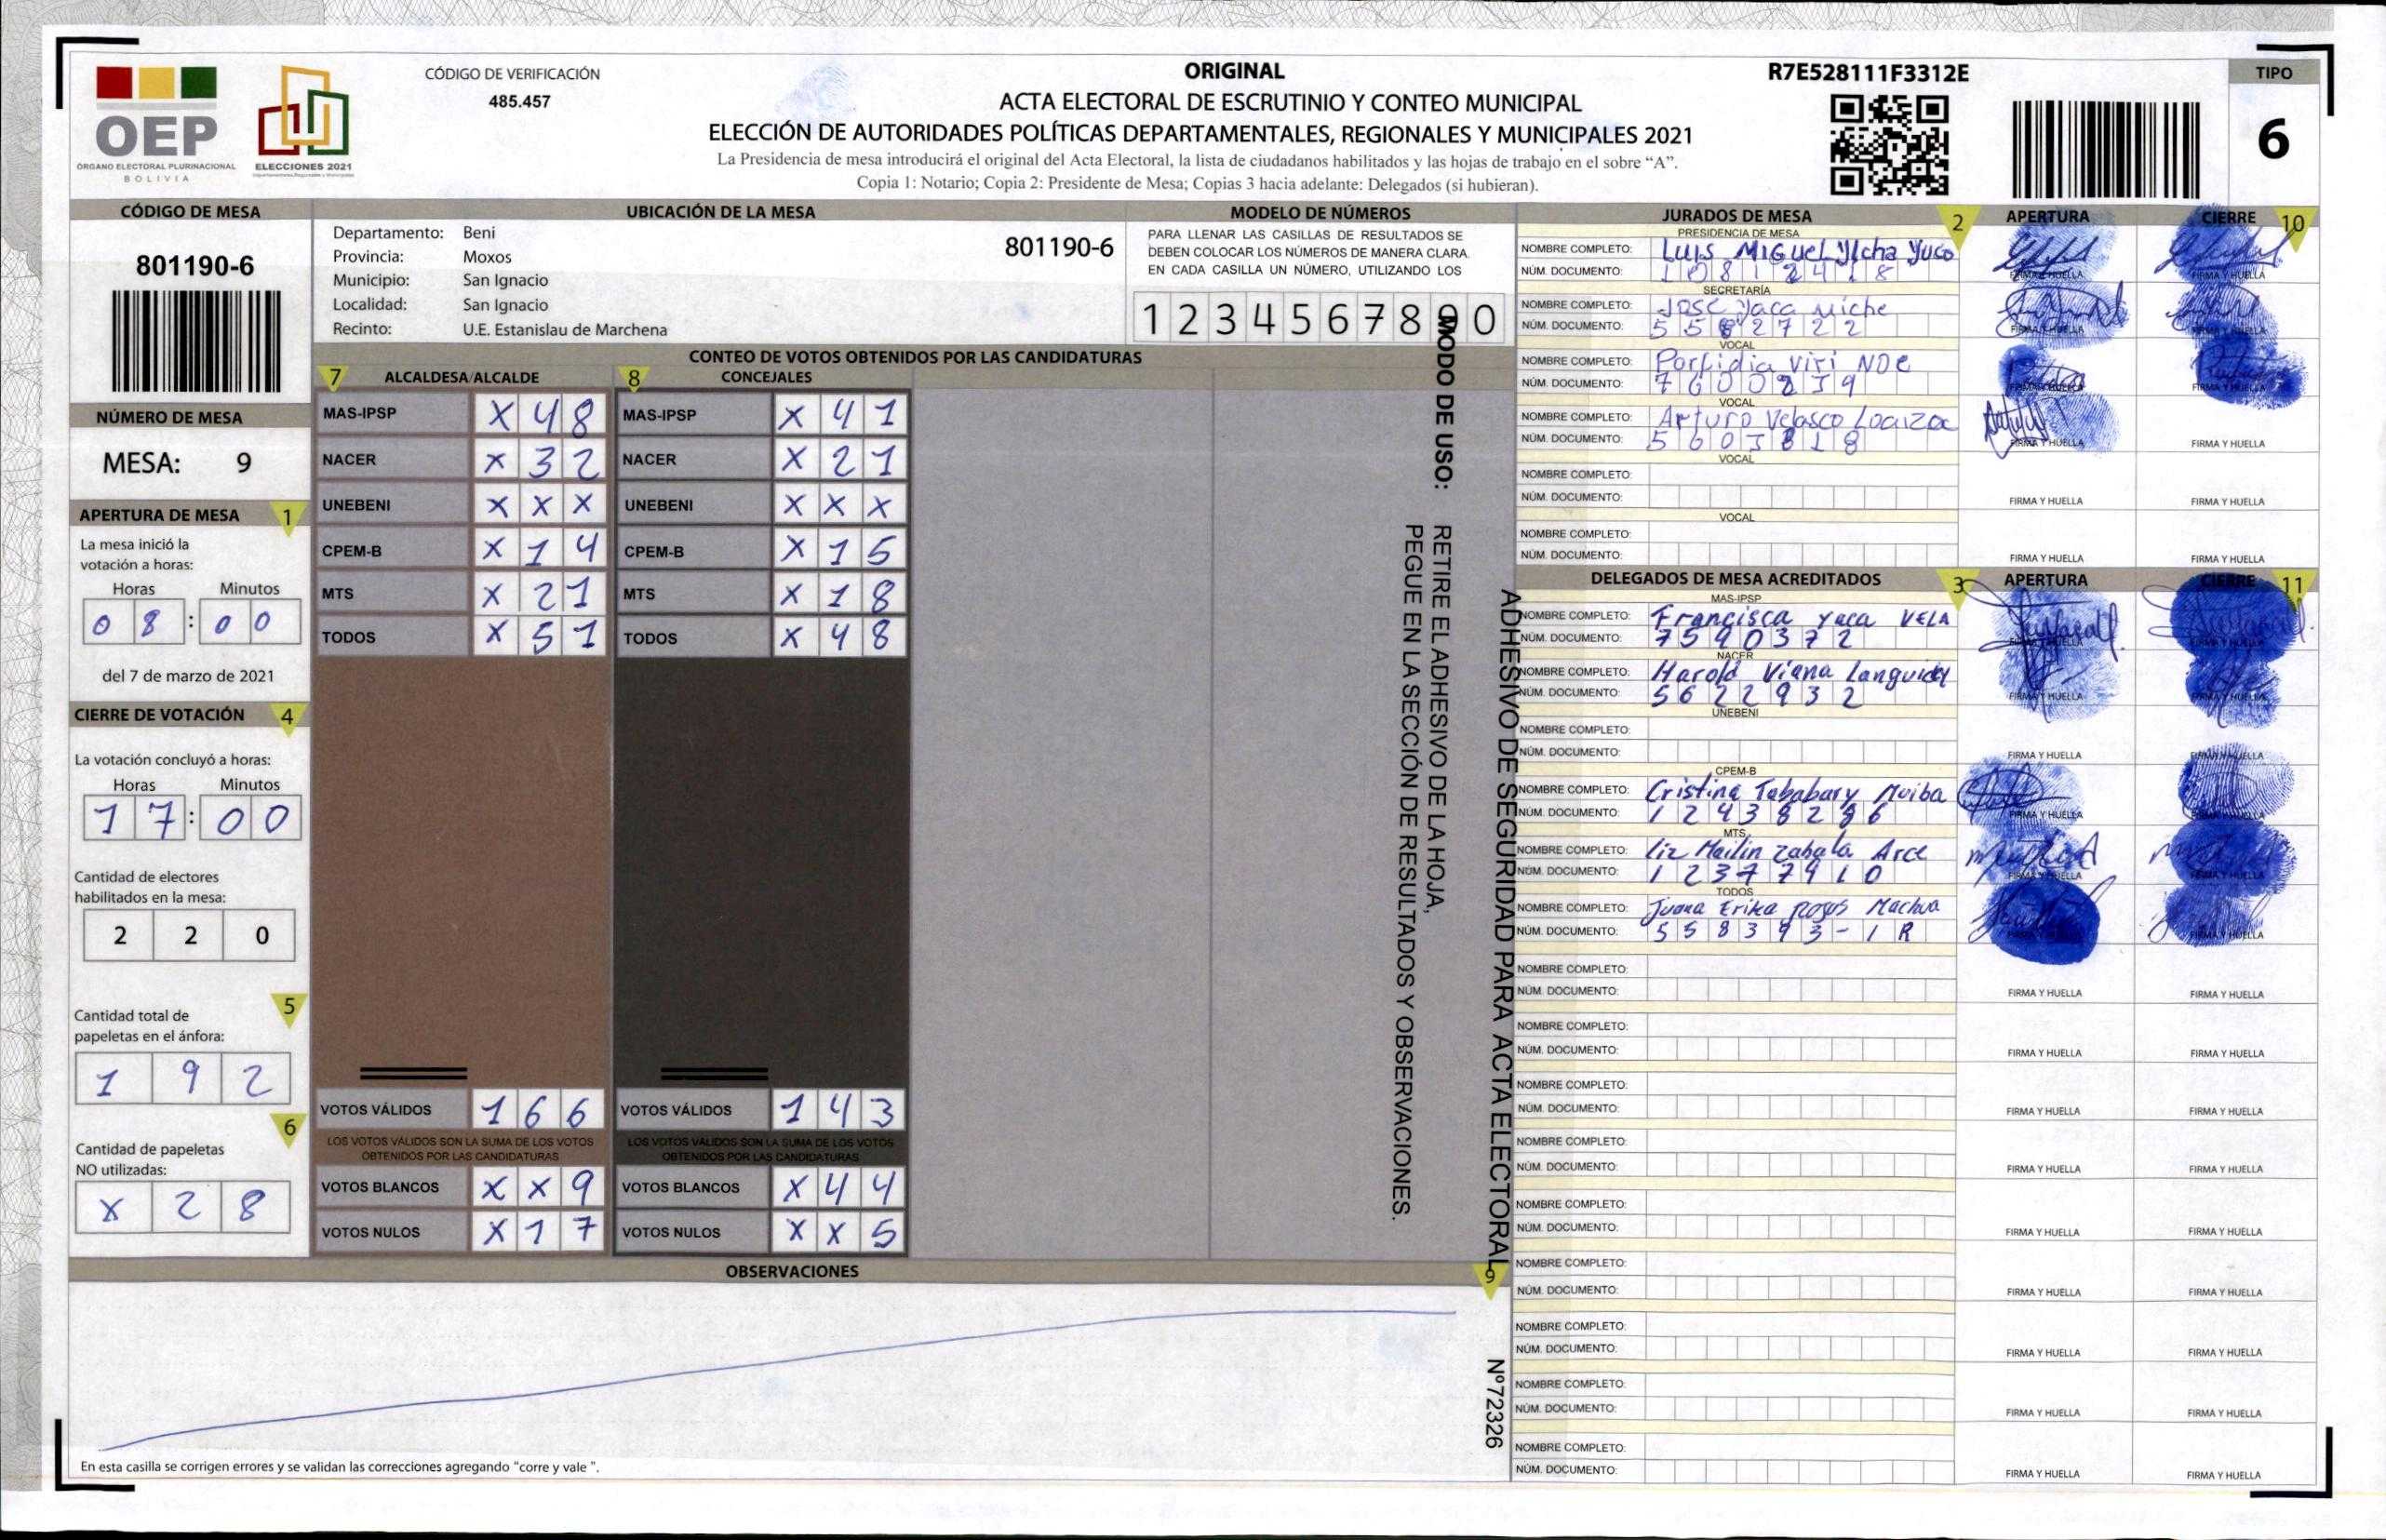 OEP
ÓRGANO ELECTORAL PLURINACIONAL
BOLIVIA
ELECCIONES 2021
CÓDIGO DE VERIFICACIÓN
485.457
ORIGINAL
ACTA ELECTORAL DE ESCRUTINIO Y CONTEO MUNICIPAL
ELECCIÓN DE AUTORIDADES POLÍTICAS DEPARTAMENTALES, REGIONALES Y MUNICIPALES 2021
La Presidencia de mesa introducirá el original del Acta Electoral, la lista de ciudadanos habilitados y las hojas de trabajo en el sobre “A”.
Copia 1: Notario; Copia 2: Presidente de Mesa; Copias 3 hacia adelante: Delegados (si hubieran).
R7E528111F3312E
TIPO
6
CÓDIGO DE MESA
801190-6
NÚMERO DE MESA
MESA: 9
APERTURA DE MESA 1
La mesa inició la
votación a horas:
Horas Minutos
0 8 : 0 0
del 7 de marzo de 2021
CIERRE DE VOTACIÓN 4
La votación concluyó a horas:
Horas Minutos
1 7 : 0 0
Cantidad de electores
habilitados en la mesa:
2 2 0
5
Cantidad total de
papeletas en el ánfora:
1 9 2
6
Cantidad de papeletas
NO utilizadas:
X 2 8
UBICACIÓN DE LA MESA
Departamento: Beni
Provincia: Moxos
Municipio: San Ignacio
Localidad: San Ignacio
Recinto: U.E. Estanislau de Marchena
801190-6
MODELO DE NÚMEROS
PARA LLENAR LAS CASILLAS DE RESULTADOS SE
DEBEN COLOCAR LOS NÚMEROS DE MANERA CLARA.
EN CADA CASILLA UN NÚMERO, UTILIZANDO LOS
1 2 3 4 5 6 7 8 9 0
CONTEO DE VOTOS OBTENIDOS POR LAS CANDIDATURAS
7 ALCALDESA/ALCALDE
MAS-IPSP X 4 8
NACER X 3 2
UNEBENI X X X
CPEM-B X 1 4
MTS X 2 1
TODOS X 5 1
VOTOS VÁLIDOS 1 6 6
LOS VOTOS VÁLIDOS SON LA SUMA DE LOS VOTOS
OBTENIDOS POR LAS CANDIDATURAS
VOTOS BLANCOS X X 9
VOTOS NULOS X 1 7
8 CONCEJALES
MAS-IPSP X 4 1
NACER X 2 1
UNEBENI X X X
CPEM-B X 1 5
MTS X 1 8
TODOS X 4 8
VOTOS VÁLIDOS 1 4 3
LOS VOTOS VÁLIDOS SON LA SUMA DE LOS VOTOS
OBTENIDOS POR LAS CANDIDATURAS
VOTOS BLANCOS X 4 4
VOTOS NULOS X X 5
MODO DE USO: RETIRE EL ADHESIVO DE LA HOJA,
PEGUE EN LA SECCIÓN DE RESULTADOS Y OBSERVACIONES.
ADHESIVO DE SEGURIDAD PARA ACTA ELECTORAL
Nº72326
OBSERVACIONES
9
En esta casilla se corrigen errores y se validan las correcciones agregando “corre y vale ”.
JURADOS DE MESA 2 APERTURA CIERRE 10
PRESIDENCIA DE MESA
NOMBRE COMPLETO: Luis Miguel Ylcha Yuco
NÚM. DOCUMENTO: 1 0 8 1 2 4 1 8
FIRMA Y HUELLA FIRMA Y HUELLA
SECRETARÍA
NOMBRE COMPLETO: José Yaca Miche
NÚM. DOCUMENTO: 5 5 8 2 7 2 2
FIRMA Y HUELLA FIRMA Y HUELLA
VOCAL
NOMBRE COMPLETO: Porfidia Viri NOe
NÚM. DOCUMENTO: 7 6 0 0 2 3 9
FIRMA Y HUELLA FIRMA Y HUELLA
VOCAL
NOMBRE COMPLETO: Arturo Velasco Loaiza
NÚM. DOCUMENTO: 5 6 0 3 8 1 8
FIRMA Y HUELLA FIRMA Y HUELLA
VOCAL
NOMBRE COMPLETO:
NÚM. DOCUMENTO:
FIRMA Y HUELLA FIRMA Y HUELLA
VOCAL
NOMBRE COMPLETO:
NÚM. DOCUMENTO:
FIRMA Y HUELLA FIRMA Y HUELLA
DELEGADOS DE MESA ACREDITADOS 3 APERTURA CIERRE 11
MAS-IPSP
NOMBRE COMPLETO: Francisca Yaca VELA
NÚM. DOCUMENTO: 7 5 9 0 3 7 2
NACER
NOMBRE COMPLETO: Harold Viana Languidey
NÚM. DOCUMENTO: 5 6 2 2 9 3 2
FIRMA Y HUELLA FIRMA Y HUELLA
UNEBENI
NOMBRE COMPLETO:
NÚM. DOCUMENTO:
FIRMA Y HUELLA FIRMA Y HUELLA
CPEM-B
NOMBRE COMPLETO: Cristina Tababary Muiba
NÚM. DOCUMENTO: 1 2 4 3 8 2 9 6
FIRMA Y HUELLA FIRMA Y HUELLA
MTS
NOMBRE COMPLETO: Liz Mailin Zabala Arce
NÚM. DOCUMENTO: 1 2 3 7 7 9 1 0
FIRMA Y HUELLA FIRMA Y HUELLA
TODOS
NOMBRE COMPLETO: Juana Erika Rojas Machua
NÚM. DOCUMENTO: 5 5 8 3 9 3 - 1 R
FIRMA Y HUELLA
NOMBRE COMPLETO:
NÚM. DOCUMENTO:
FIRMA Y HUELLA FIRMA Y HUELLA
NOMBRE COMPLETO:
NÚM. DOCUMENTO:
FIRMA Y HUELLA FIRMA Y HUELLA
NOMBRE COMPLETO:
NÚM. DOCUMENTO:
FIRMA Y HUELLA FIRMA Y HUELLA
NOMBRE COMPLETO:
NÚM. DOCUMENTO:
FIRMA Y HUELLA FIRMA Y HUELLA
NOMBRE COMPLETO:
NÚM. DOCUMENTO:
FIRMA Y HUELLA FIRMA Y HUELLA
NOMBRE COMPLETO:
NÚM. DOCUMENTO:
FIRMA Y HUELLA FIRMA Y HUELLA
NOMBRE COMPLETO:
NÚM. DOCUMENTO:
FIRMA Y HUELLA FIRMA Y HUELLA
NOMBRE COMPLETO:
NÚM. DOCUMENTO:
FIRMA Y HUELLA FIRMA Y HUELLA
NOMBRE COMPLETO:
NÚM. DOCUMENTO:
FIRMA Y HUELLA FIRMA Y HUELLA